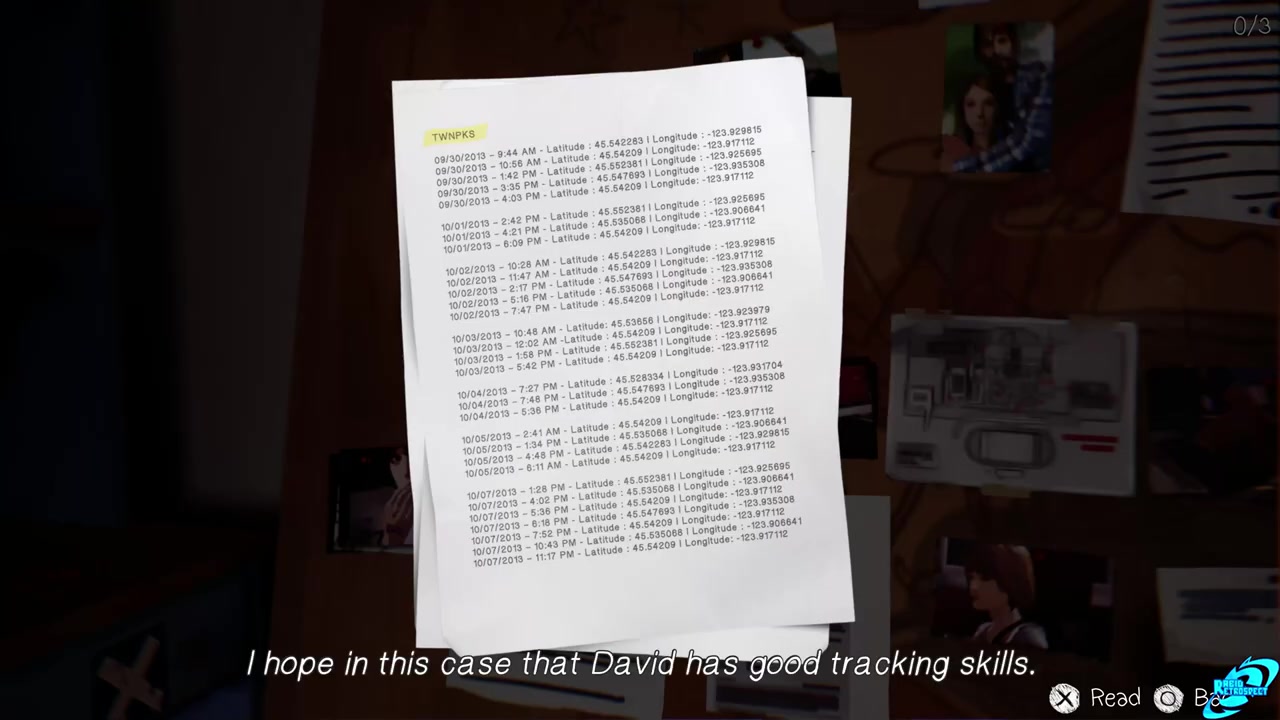 0/3
TWNPKS
09/30/2013 - 9:44 AM - Latitude : 45.542283 | Longitude : -123.929815
09/30/2013 - 10:56 AM - Latitude : 45.54209 | Longitude: -123.917112
09/30/2013 - 1:42 PM - Latitude : 45.552381 | Longitude : -123.925695
09/30/2013 - 3:35 PM - Latitude : 45.547693 | Longitude : -123.935308
09/30/2013 - 4:03 PM - Latitude : 45.54209 | Longitude: -123.917112
10/01/2013 - 2:42 PM - Latitude : 45.552381 | Longitude : -123.925695
10/01/2013 - 4:21 PM - Latitude : 45.535068 | Longitude : -123.906641
10/01/2013 - 6:09 PM - Latitude : 45.54209 | Longitude: -123.917112
10/02/2013 - 10:28 AM - Latitude : 45.542283 | Longitude : -123.929815
10/02/2013 - 11:47 AM - Latitude : 45.54209 | Longitude: -123.917112
10/02/2013 - 2:17 PM - Latitude : 45.547693 | Longitude : -123.935308
10/02/2013 - 5:16 PM - Latitude : 45.535068 | Longitude : -123.906641
10/02/2013 - 7:47 PM - Latitude : 45.54209 | Longitude: -123.917112
10/03/2013 - 10:48 AM - Latitude: 45.53656 | Longitude: -123.923979
10/03/2013 - 12:02 AM -Latitude : 45.54209 | Longitude: -123.917112
10/03/2013 - 1:58 PM - Latitude : 45.552381 | Longitude : -123.925695
10/03/2013 - 5:42 PM - Latitude : 45.54209 | Longitude: -123.917112
10/04/2013 - 7:27 PM - Latitude : 45.528334 | Longitude : -123.931704
10/04/2013 - 7:48 PM - Latitude : 45.547693 | Longitude : -123.935308
10/04/2013 - 5:36 PM - Latitude : 45.54209 | Longitude: -123.917112
10/05/2013 - 2:41 AM - Latitude : 45.54209 | Longitude: -123.917112
10/05/2013 - 1:34 PM - Latitude : 45.535068 | Longitude : -123.906641
10/05/2013 - 4:48 PM - Latitude : 45.542283 | Longitude : -123.929815
10/05/2013 - 6:11 AM - Latitude : 45.54209 | Longitude: -123.917112
10/07/2013 - 1:28 PM - Latitude : 45.552381 | Longitude : -123.925695
10/07/2013 - 4:02 PM - Latitude : 45.535068 | Longitude : -123.906641
10/07/2013 - 5:36 PM - Latitude : 45.54209 | Longitude: -123.917112
10/07/2013 - 6:18 PM - Latitude : 45.547693 | Longitude : -123.935308
10/07/2013 - 7:52 PM - Latitude : 45.54209 | Longitude: -123.917112
10/07/2013 - 10:43 PM - Latitude : 45.535068 | Longitude : -123.906641
10/07/2013 - 11:17 PM - Latitude : 45.54209 | Longitude: -123.917112
I hope in this case that David has good tracking skills.
Read